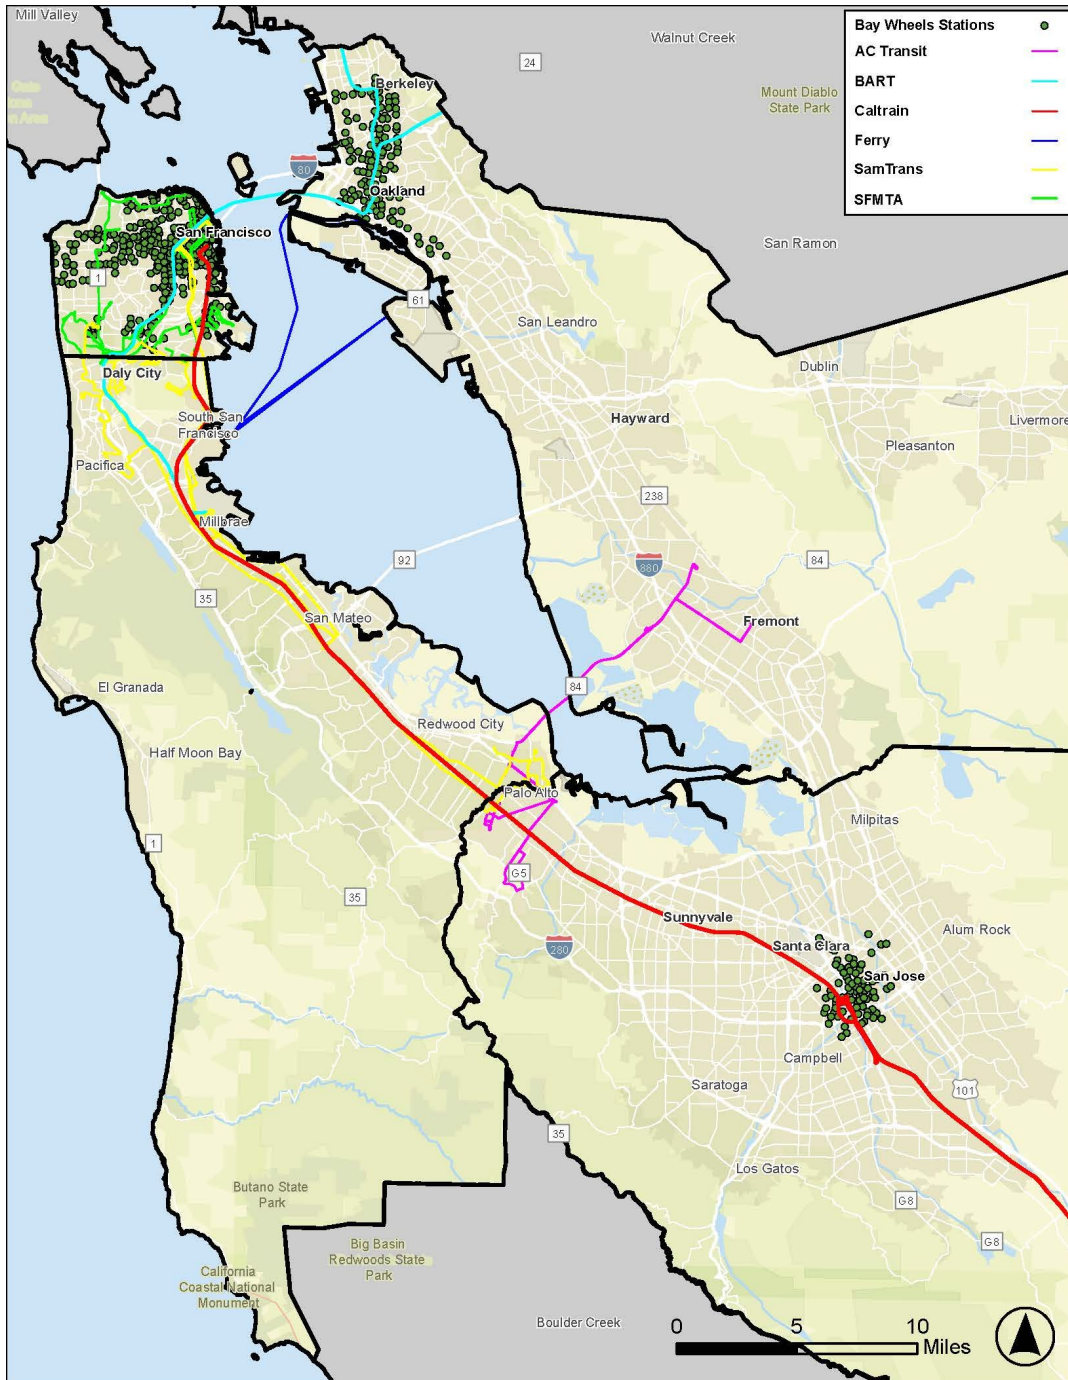 Mill Valley
Walnut Creek
24
Mount Diablo
State Park
Bay Wheels Stations
AC Transit
BART
Caltrain
Ferry
SamTrans
SFMTA
Berkeley
80
Oakland
San Francisco
1
San Ramon
61
San Leandro
Daly City
Dublin
South San
Francisco
Hayward
Livermore
Pleasanton
Pacifica
238
Millbrae
92
880
84
35
San Mateo
Fremont
El Granada
84
Redwood City
Half Moon Bay
Palo Alto
Milpitas
1
G5
35
Sunnyvale
Alum Rock
280
Santa Clara
San Jose
Campbell
Saratoga
101
35
Los Gatos
Butano State
Park
G8
G8
Big Basin
Redwoods State
Park
California
Coastal National
Monument
Boulder Creek
0 5 10
Miles